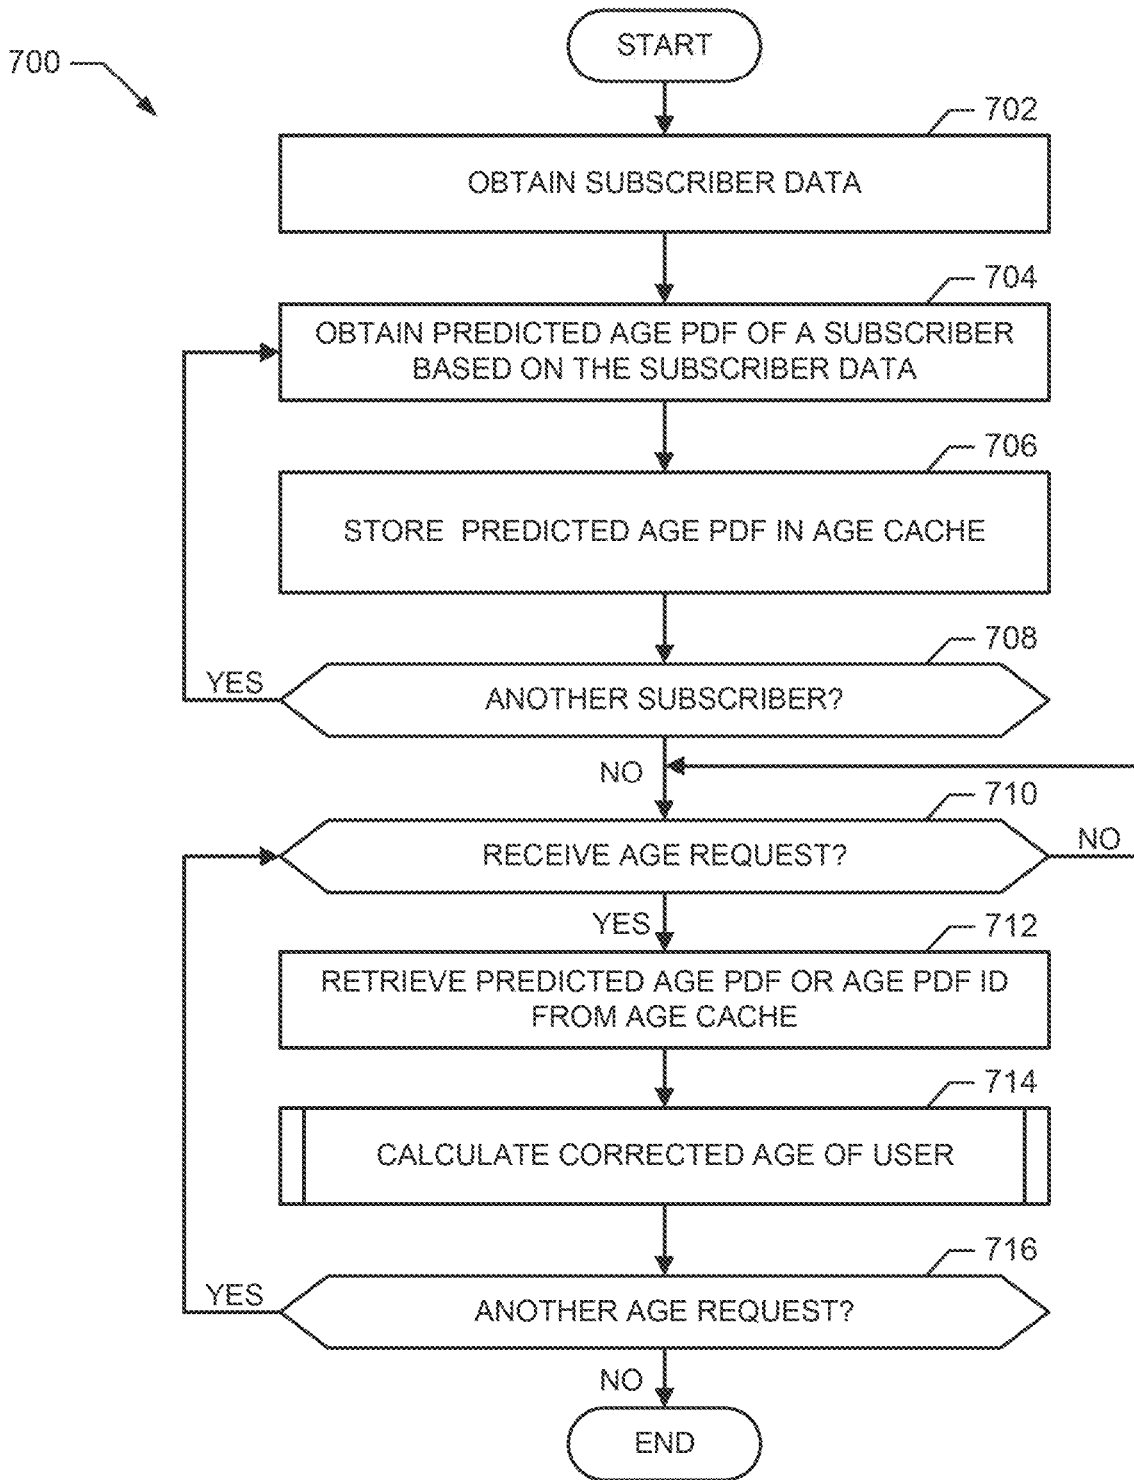 700
START
702
OBTAIN SUBSCRIBER DATA
704
OBTAIN PREDICTED AGE PDF OF A SUBSCRIBER
BASED ON THE SUBSCRIBER DATA
706
STORE PREDICTED AGE PDF IN AGE CACHE
708
YES
ANOTHER SUBSCRIBER?
NO
710
RECEIVE AGE REQUEST?
NO
YES
712
RETRIEVE PREDICTED AGE PDF OR AGE PDF ID
FROM AGE CACHE
714
CALCULATE CORRECTED AGE OF USER
716
YES
ANOTHER AGE REQUEST?
NO
END